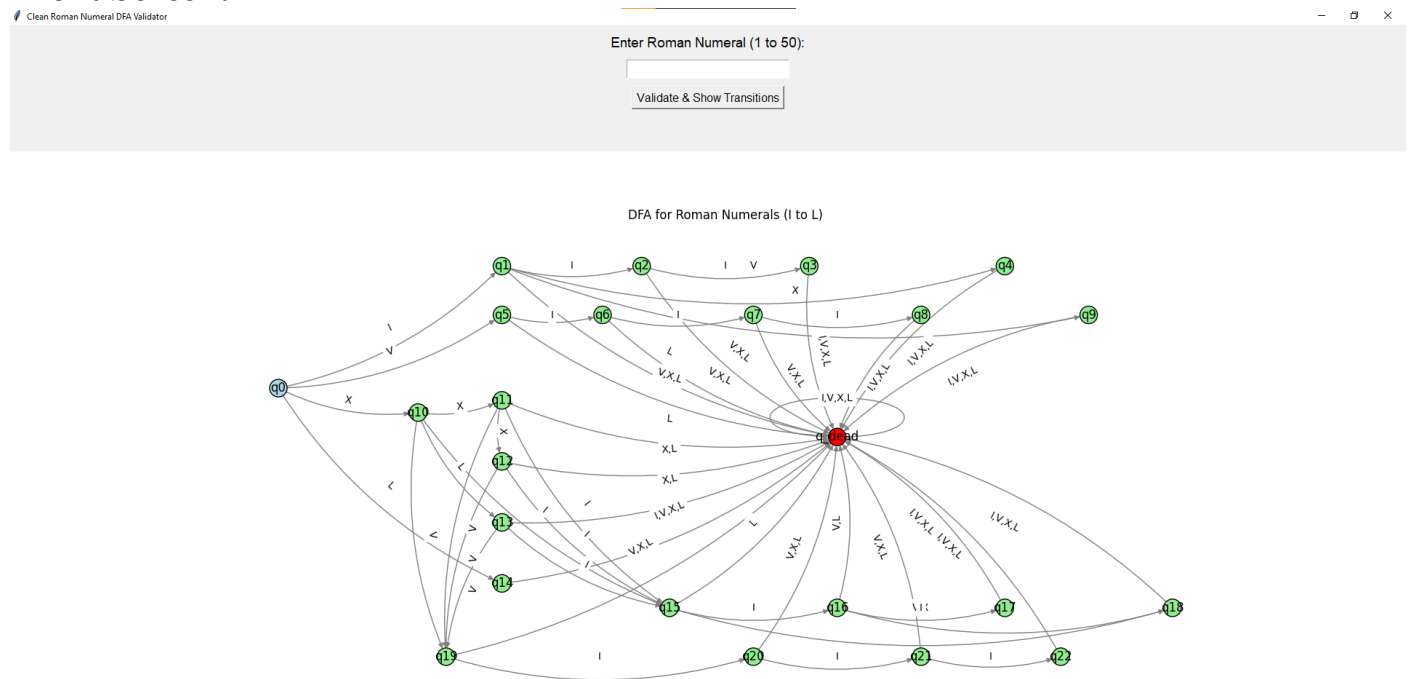 Clean Roman Numeral DFA Validator
Enter Roman Numeral (1 to 50):
Validate & Show Transitions
DFA for Roman Numerals (I to L)
q1 I q2 I V q3 q4
X
q5 I q6 I q7 I q8 q9
I
V
L V,X,L V,X,L V,X,L I,V,X,L I,V,X,L I,V,X,L
V,X,L V,X,L I,V,X,L
q0
X q10 X q11 I,V,X,L
L
X q_dead
X,L
L q12
X,L
L I I
q13 I,V,X,L L V,L I,V,X,L I,V,X,L
V V I
V V,X,L V,X,L V,X,L I,V,X,L
I
q14
V
q15 I q16 q17 q18
q19 I q20 I q21 I q22